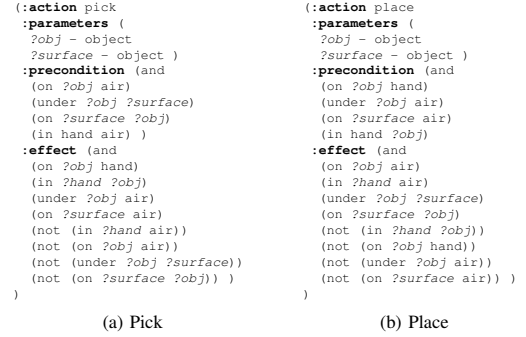 (:action pick
:parameters (
?obj - object
?surface - object )
:precondition (and
(on ?obj air)
(under ?obj ?surface)
(on ?surface ?obj)
(in hand air) )
:effect (and
(on ?obj hand)
(in ?hand ?obj)
(under ?obj air)
(on ?surface air)
(not (in ?hand air))
(not (on ?obj air))
(not (under ?obj ?surface))
(not (on ?surface ?obj)) )
)
(a) Pick
(:action place
:parameters (
?obj - object
?surface - object )
:precondition (and
(on ?obj hand)
(under ?obj air)
(on ?surface air)
(in hand ?obj)
:effect (and
(on ?obj air)
(in ?hand air)
(under ?obj ?surface)
(on ?surface ?obj)
(not (in ?hand ?obj))
(not (on ?obj hand))
(not (under ?obj air))
(not (on ?surface air)) )
)
(b) Place